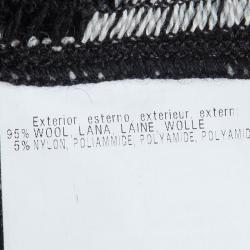 Exterior, esterno, exterieur, extern:
95% WOOL, LANA, LAINE, WOLLE
5% NYLON, POLIAMMIDE, POLYAMIDE, POLYAMID